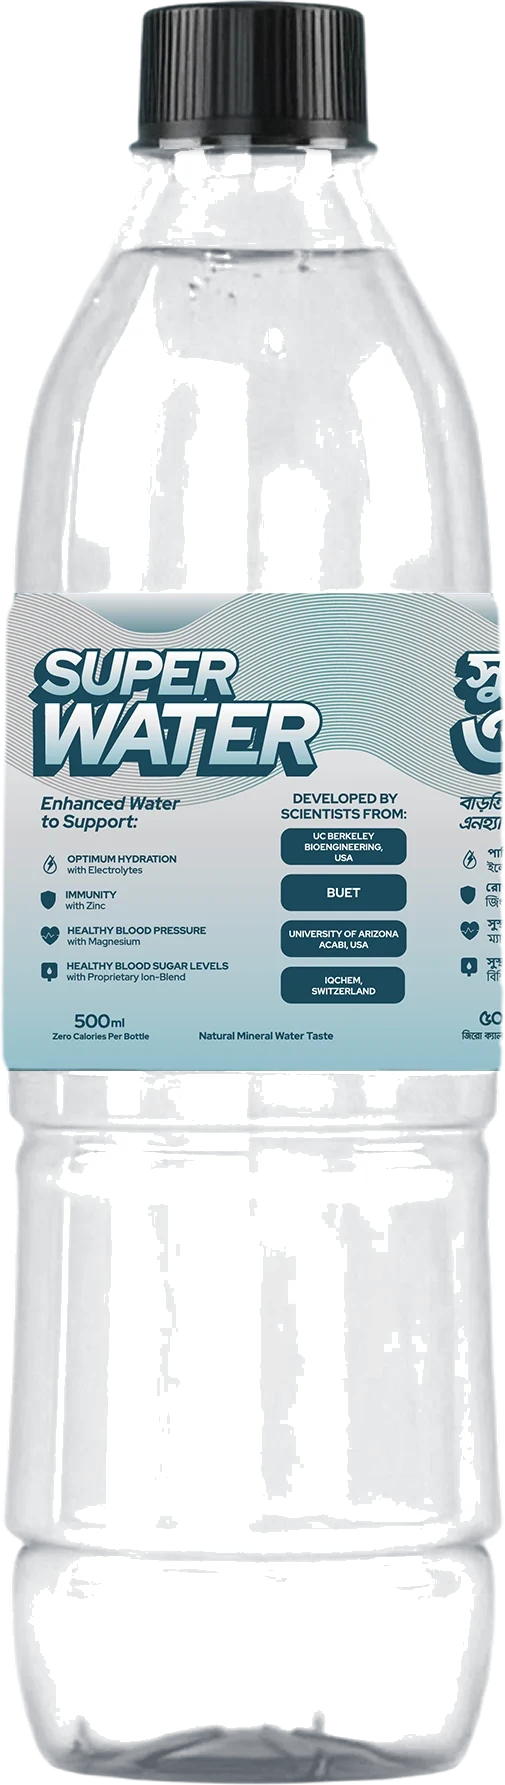 SUPER
WATER
Enhanced Water
to Support:
OPTIMUM HYDRATION
with Electrolytes
IMMUNITY
with Zinc
HEALTHY BLOOD PRESSURE
with Magnesium
HEALTHY BLOOD SUGAR LEVELS
with Proprietary Ion-Blend
500ml
Zero Calories Per Bottle
Natural Mineral Water Taste
DEVELOPED BY
SCIENTISTS FROM:
UC BERKELEY
BIOENGINEERING,
USA
BUET
UNIVERSITY OF ARIZONA
ACABI, USA
IQCHEM,
SWITZERLAND